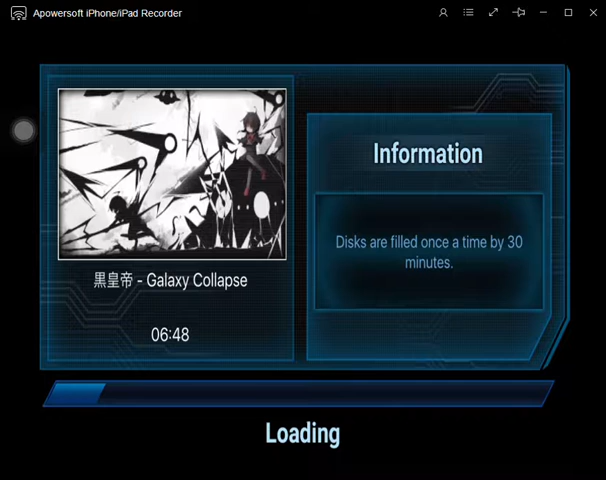 Apowersoft iPhone/iPad Recorder
Information
Disks are filled once a time by 30
minutes.
黒皇帝 - Galaxy Collapse
06:48
Loading